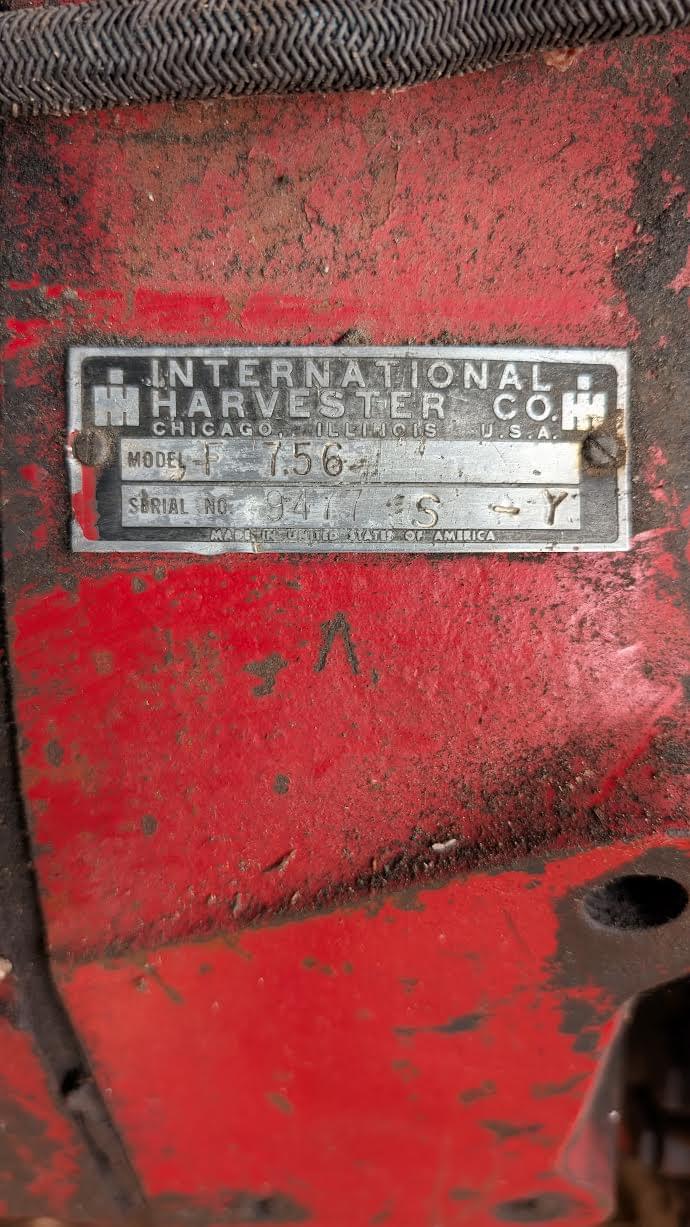 INTERNATIONAL
HARVESTER CO.
CHICAGO, ILLINOIS U.S.A.
MODEL F 756
SERIAL NO. 9477 S - Y
MADE IN UNITED STATES OF AMERICA